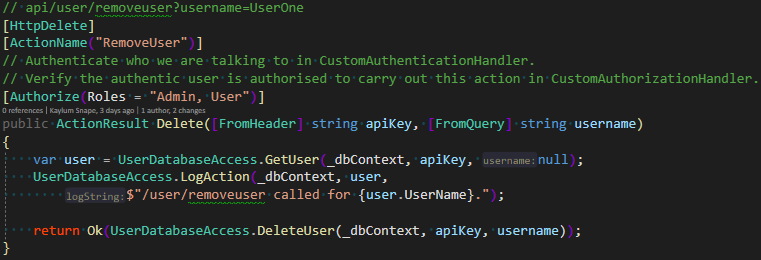 // api/user/removeuser?username=UserOne
[HttpDelete]
[ActionName("RemoveUser")]
// Authenticate who we are talking to in CustomAuthenticationHandler.
// Verify the authentic user is authorised to carry out this action in CustomAuthorizationHandler.
[Authorize(Roles = "Admin, User")]
0 references | Kaylum Snape, 3 days ago | 1 author, 2 changes
public ActionResult Delete([FromHeader] string apiKey, [FromQuery] string username)
{
    var user = UserDatabaseAccess.GetUser(_dbContext, apiKey, username:null);
    UserDatabaseAccess.LogAction(_dbContext, user,
        logString:$"/user/removeuser called for {user.UserName}.");

    return Ok(UserDatabaseAccess.DeleteUser(_dbContext, apiKey, username));
}